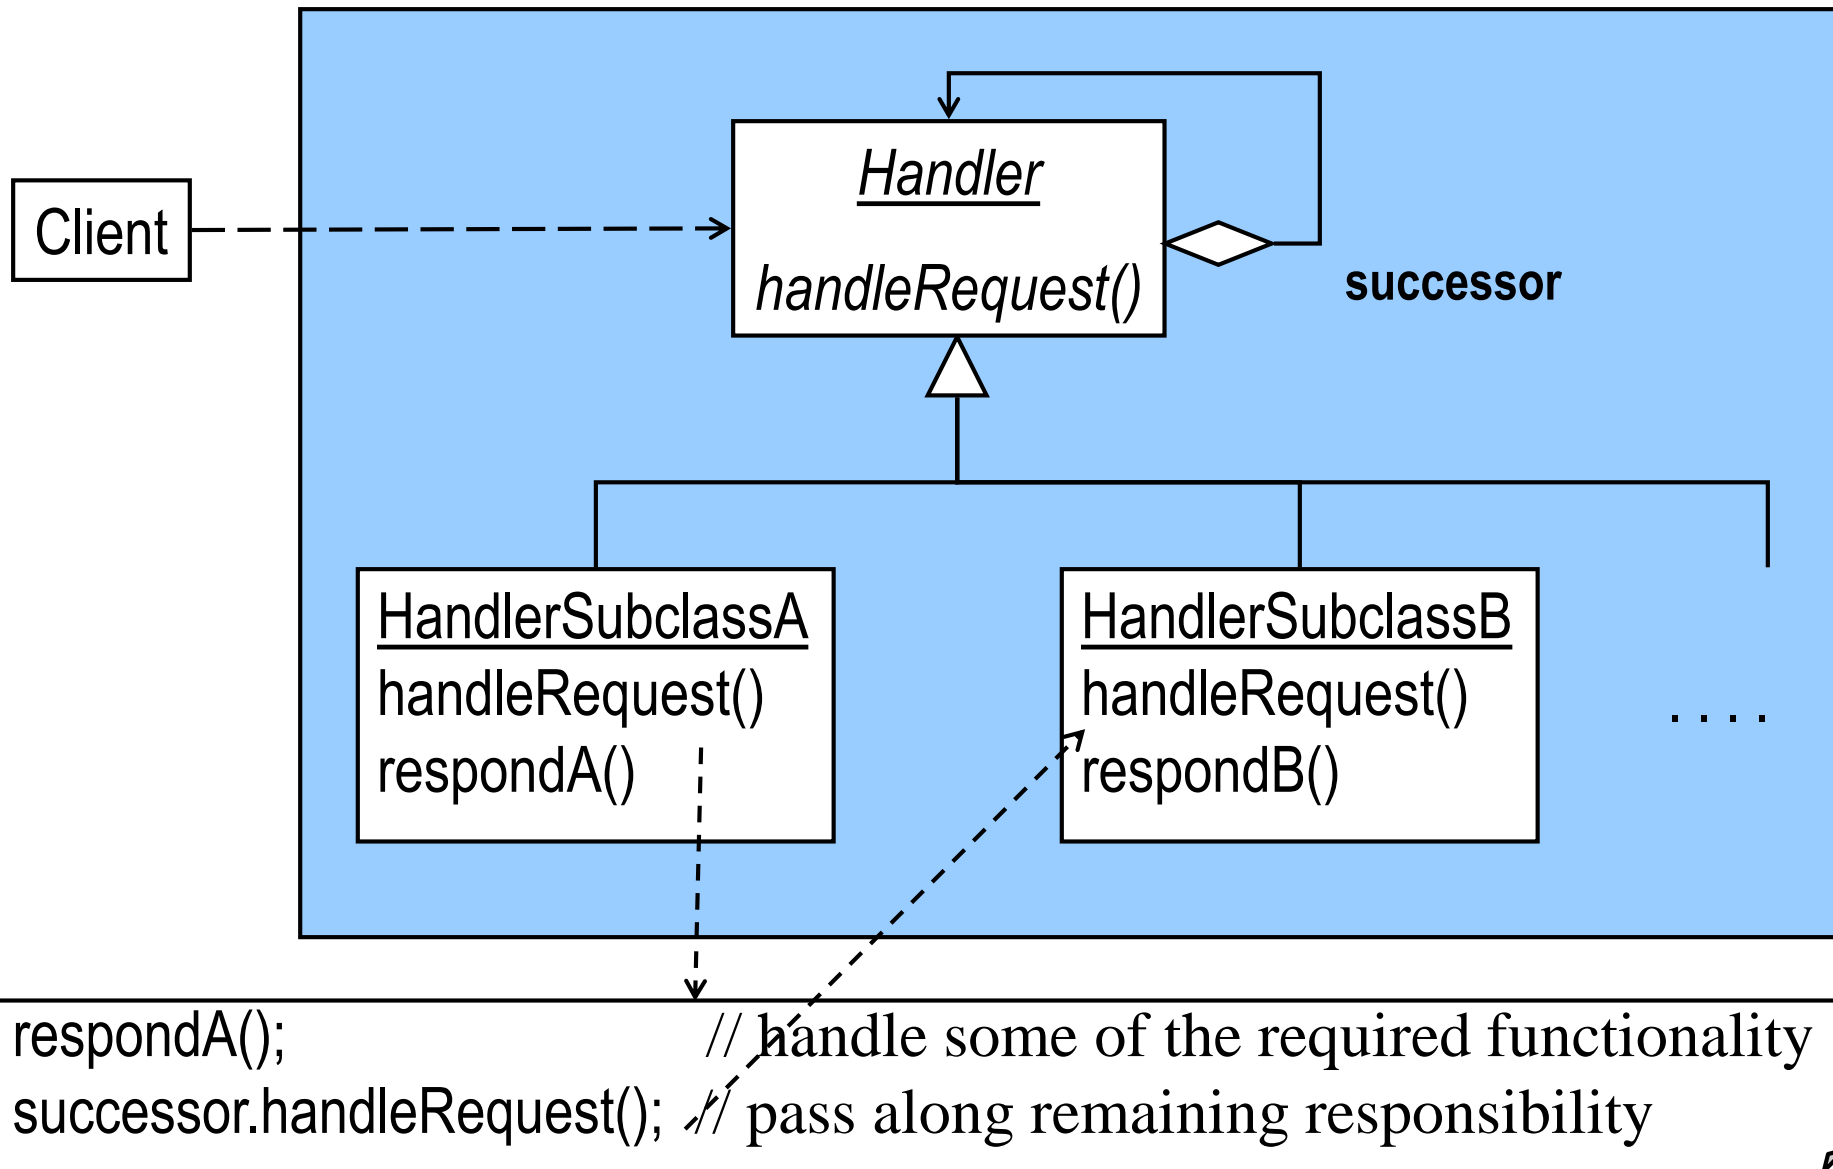 Handler
Client
handleRequest()
successor
HandlerSubclassA
handleRequest()
respondA()
HandlerSubclassB
handleRequest()
respondB()
. . . .
respondA(); // handle some of the required functionality
successor.handleRequest(); // pass along remaining responsibility